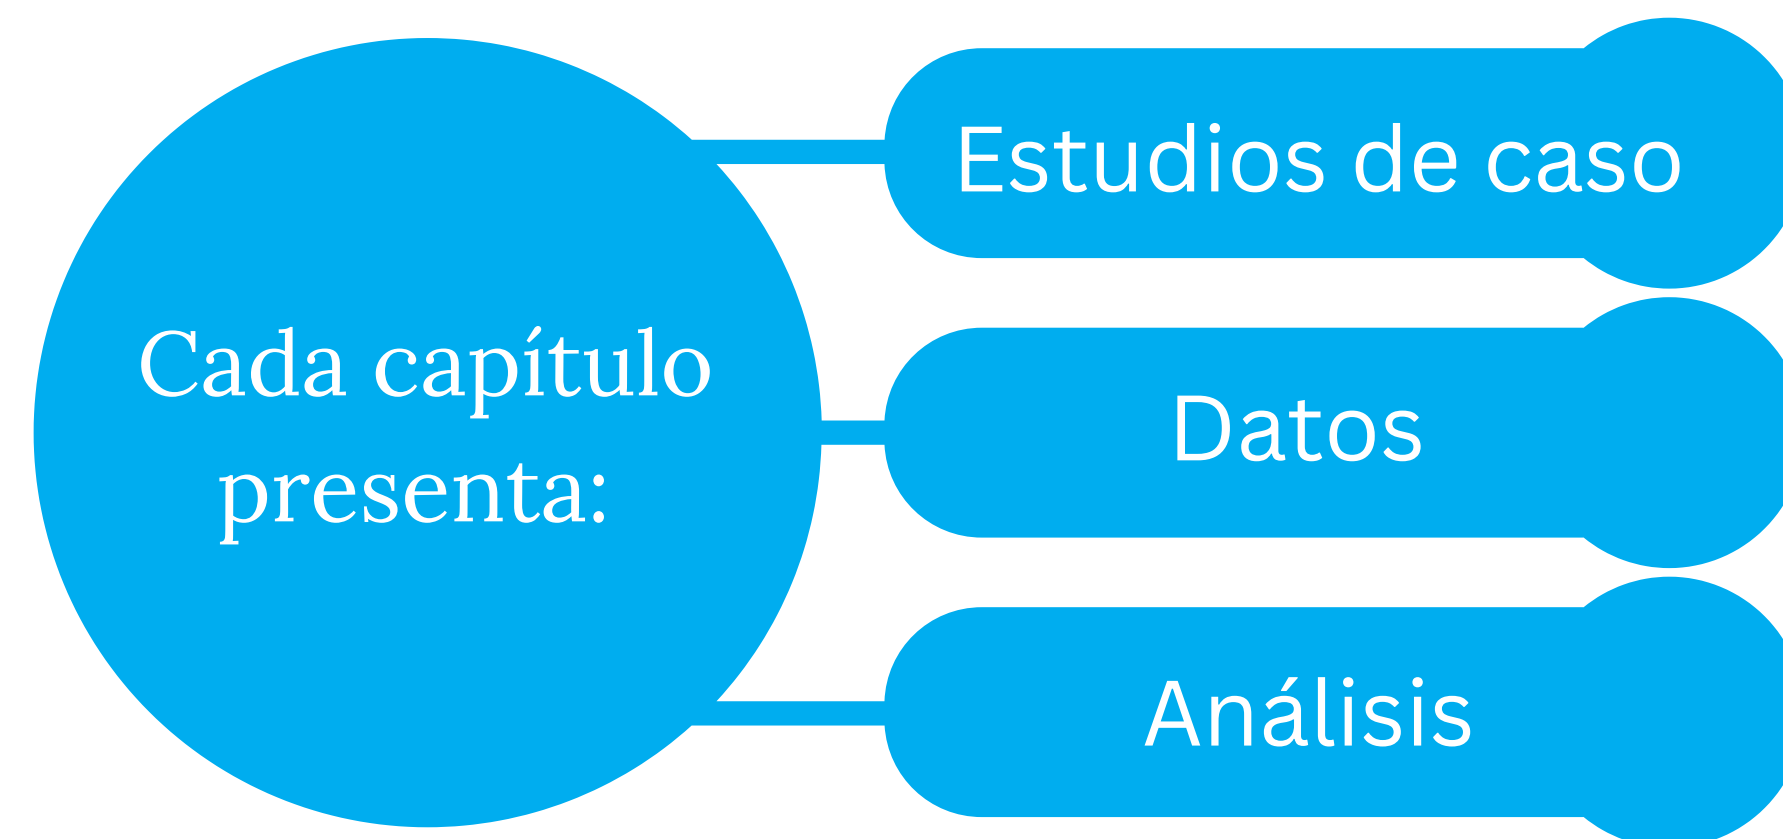 Cada capítulo
presenta:
Estudios de caso
Datos
Análisis